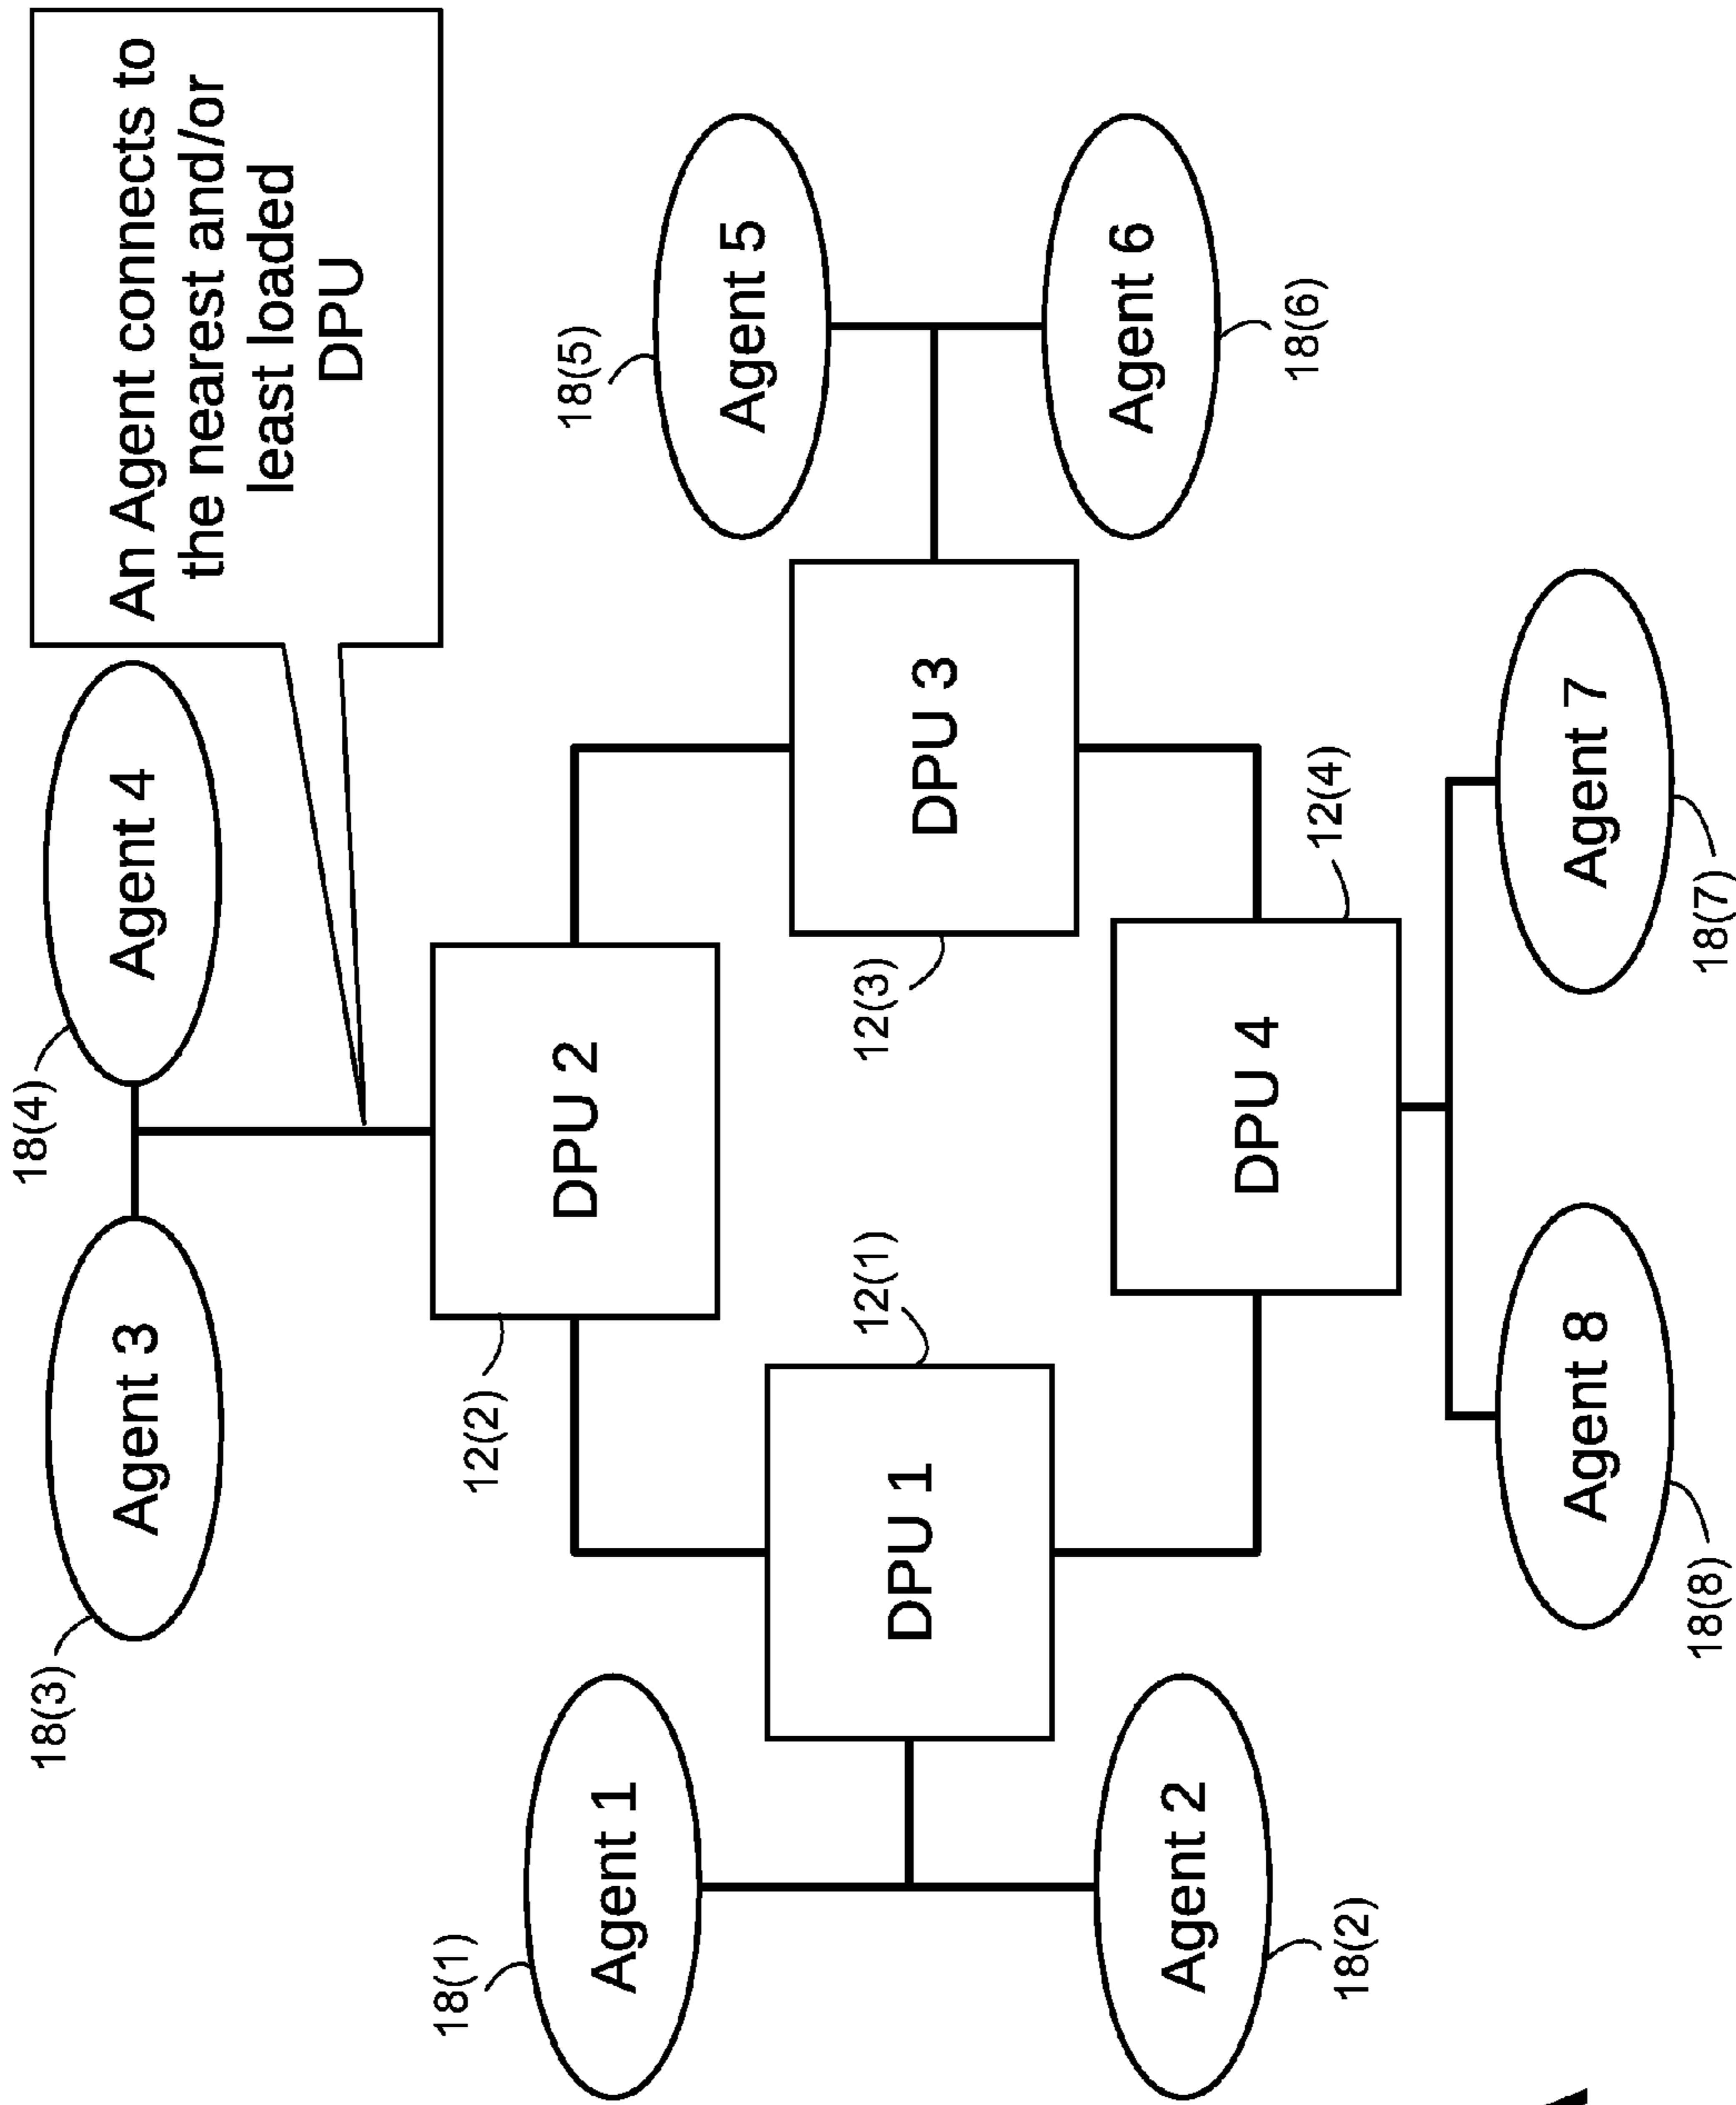 An Agent connects to
the nearest and/or
least loaded
DPU
18(3)
Agent 3
18(4)
Agent 4
18(1)
Agent 1
12(2)
DPU 2
18(5)
Agent 5
DPU 1
12(1)
12(3)
DPU 3
18(2)
Agent 2
DPU 4
12(4)
18(6)
Agent 6
18(8)
Agent 8
18(7)
Agent 7